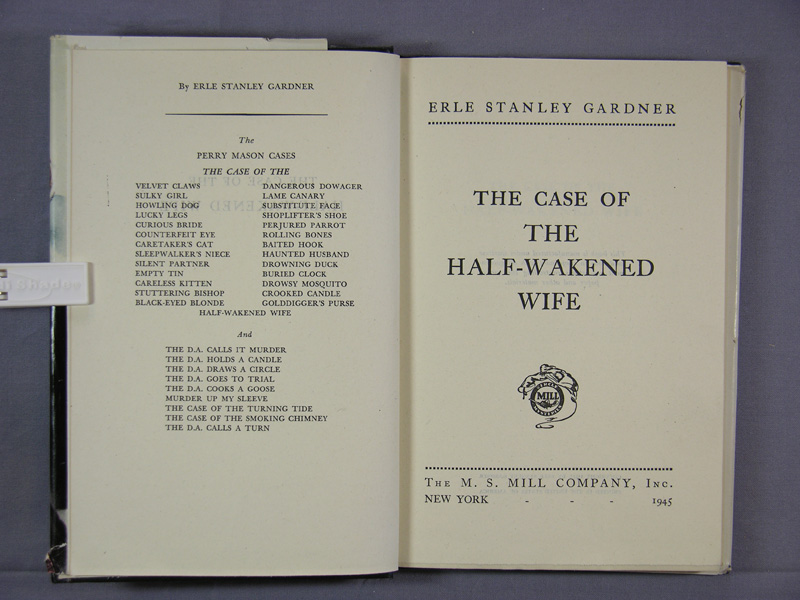 By ERLE STANLEY GARDNER
The
PERRY MASON CASES
THE CASE OF THE
VELVET CLAWS
SULKY GIRL
HOWLING DOG
LUCKY LEGS
CURIOUS BRIDE
COUNTERFEIT EYE
CARETAKER'S CAT
SLEEPWALKER'S NIECE
SILENT PARTNER
EMPTY TIN
CARELESS KITTEN
STUTTERING BISHOP
BLACK-EYED BLONDE
DANGEROUS DOWAGER
LAME CANARY
SUBSTITUTE FACE
SHOPLIFTER'S SHOE
PERJURED PARROT
ROLLING BONES
BAITED HOOK
HAUNTED HUSBAND
DROWNING DUCK
BURIED CLOCK
DROWSY MOSQUITO
CROOKED CANDLE
GOLDDIGGER'S PURSE
HALF-WAKENED WIFE
And
THE D.A. CALLS IT MURDER
THE D.A. HOLDS A CANDLE
THE D.A. DRAWS A CIRCLE
THE D.A. GOES TO TRIAL
THE D.A. COOKS A GOOSE
MURDER UP MY SLEEVE
THE CASE OF THE TURNING TIDE
THE CASE OF THE SMOKING CHIMNEY
THE D.A. CALLS A TURN
ERLE STANLEY GARDNER
THE CASE OF
THE
HALF-WAKENED
WIFE
MILL
THE M. S. MILL COMPANY, INC.
NEW YORK - - - 1945